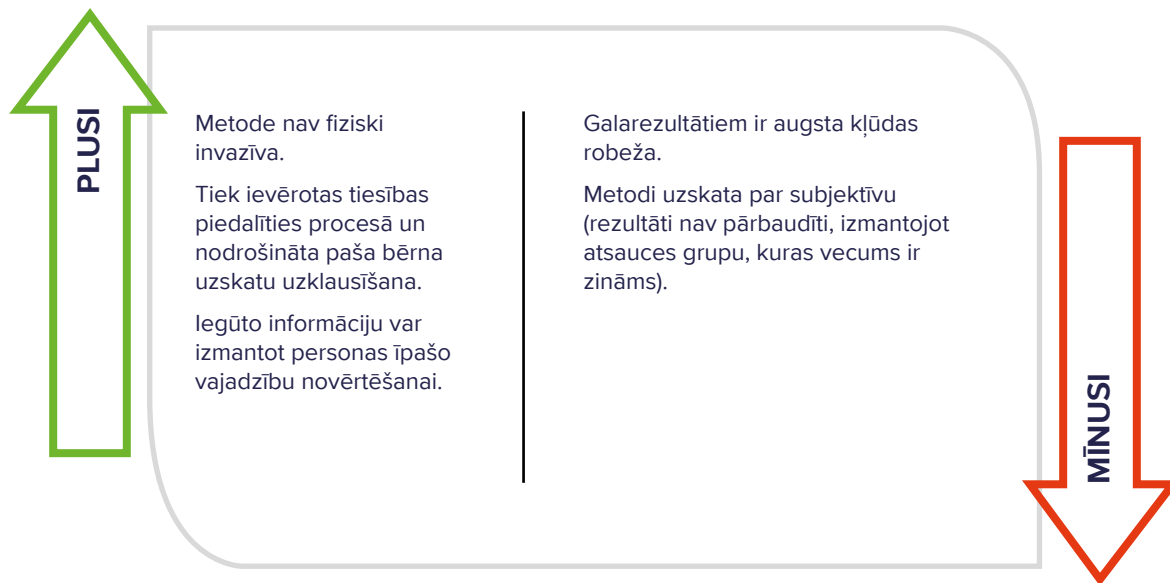 PLUSI
Metode nav fiziski
invazīva.
Tiek ievērotas tiesības
piedalīties procesā un
nodrošināta paša bērna
uzskatu uzklausīšana.
Iegūto informāciju var
izmantot personas īpašo
vajadzību novērtēšanai.
Galarezultātiem ir augsta kļūdas
robeža.
Metodi uzskata par subjektīvu
(rezultāti nav pārbaudīti, izmantojot
atsauces grupu, kuras vecums ir
zināms).
MĪNUSI